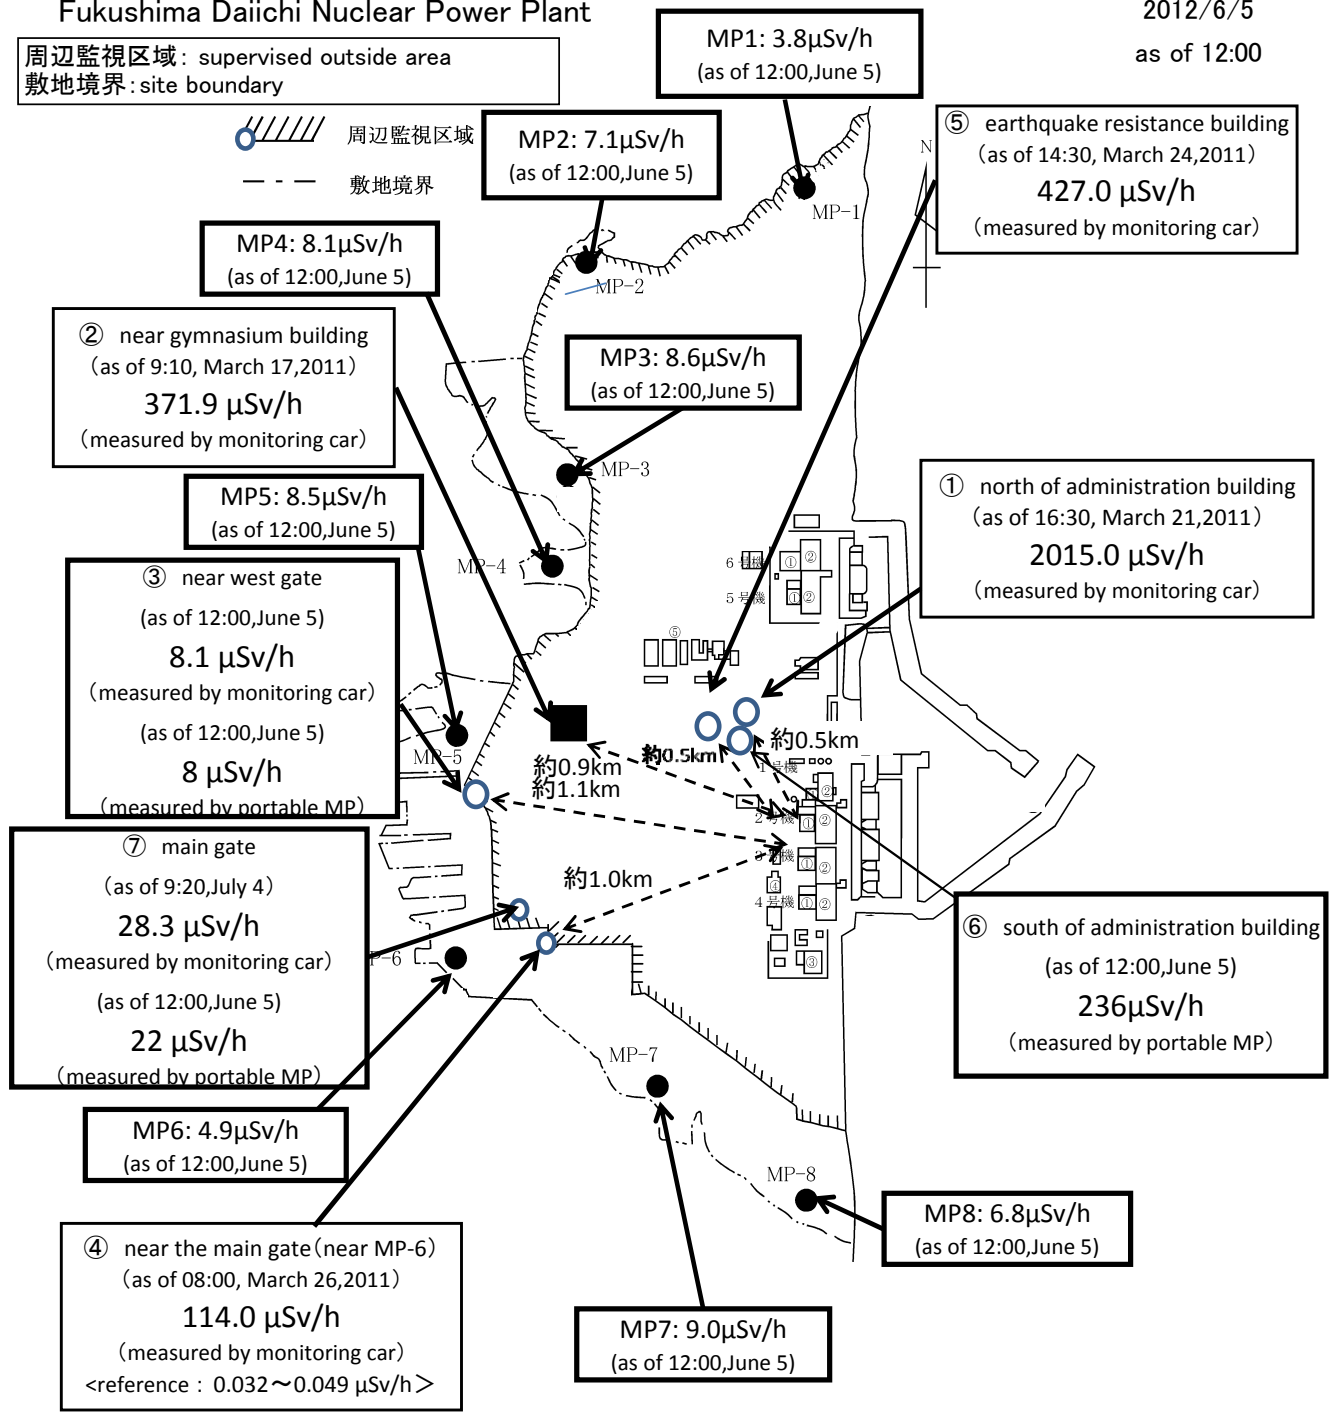 Fukushima Daiichi Nuclear Power Plant
2012/6/5
as of 12:00
周辺監視区域: supervised outside area
敷地境界:site boundary
周辺監視区域
敷地境界
MP1: 3.8μSv/h
(as of 12:00,June 5)
MP2: 7.1μSv/h
(as of 12:00,June 5)
⑤ earthquake resistance building
(as of 14:30, March 24,2011)
427.0 μSv/h
(measured by monitoring car)
N
MP-1
MP4: 8.1μSv/h
(as of 12:00,June 5)
MP-2
② near gymnasium building
(as of 9:10, March 17,2011)
371.9 μSv/h
(measured by monitoring car)
MP3: 8.6μSv/h
(as of 12:00,June 5)
MP-3
MP5: 8.5μSv/h
(as of 12:00,June 5)
① north of administration building
(as of 16:30, March 21,2011)
2015.0 μSv/h
(measured by monitoring car)
MP-4
6号機
① ②
5号機
① ②
⑤
③ near west gate
(as of 12:00,June 5)
8.1 μSv/h
(measured by monitoring car)
(as of 12:00,June 5)
8 μSv/h
(measured by portable MP)
MP-5
約0.9km
約1.1km
約0.5km
約0.5km
1号機
②
2号機
① ②
3号機
① ②
④
4号機
① ②
③
約1.0km
⑦ main gate
(as of 9:20,July 4)
28.3 μSv/h
(measured by monitoring car)
(as of 12:00,June 5)
22 μSv/h
(measured by portable MP)
P-6
⑥ south of administration building
(as of 12:00,June 5)
236μSv/h
(measured by portable MP)
MP-7
MP6: 4.9μSv/h
(as of 12:00,June 5)
MP-8
MP8: 6.8μSv/h
(as of 12:00,June 5)
④ near the main gate(near MP-6)
(as of 08:00, March 26,2011)
114.0 μSv/h
(measured by monitoring car)
<reference : 0.032～0.049 μSv/h＞
MP7: 9.0μSv/h
(as of 12:00,June 5)